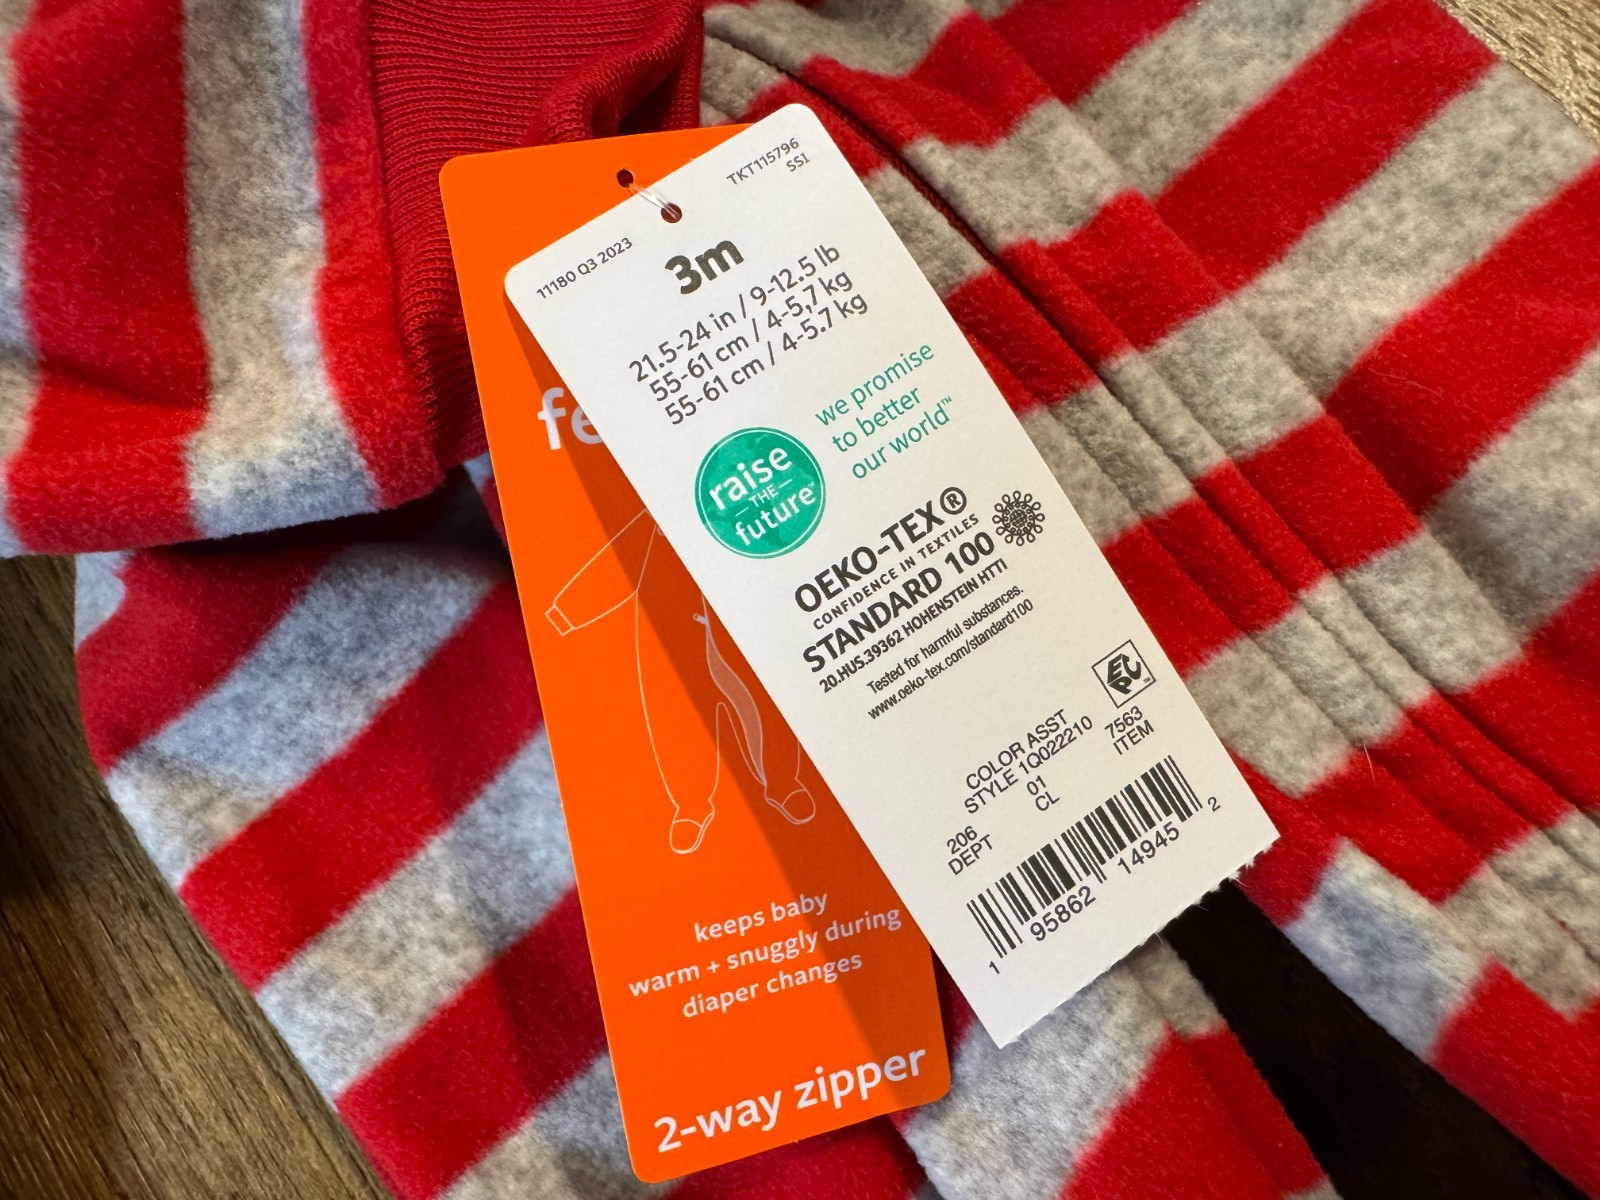 TKT115796
SSI
11180 Q3 2023
3m
21.5-24 in / 9-12.5 lb
55-61 cm / 4-5,7 kg
55-61 cm / 4-5.7 kg
raise
THE
future
we promise
to better
our world™
OEKO-TEX®
CONFIDENCE IN TEXTILES
STANDARD 100
20.HUS.39362 HOHENSTEIN HTTI
Tested for harmful substances.
www.oeko-tex.com/standard100
EPC™
COLOR ASST
STYLE 1Q022210
7563
ITEM
01
CL
206
DEPT
1 95862 14945 2
keeps baby
warm + snuggly during
diaper changes
2-way zipper